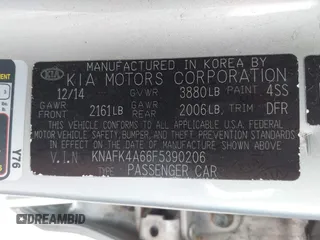 MANUFACTURED IN KOREA BY
KIA KIA MOTORS CORPORATION
12/14 GVWR 3880LB PAINT 4SS
GAWR FRONT 2161LB GAWR REAR 2006LB TRIM DFR
THIS VEHICLE CONFORMS TO ALL APPLICABLE U.S.A. FEDERAL
MOTOR VEHICLE SAFETY, BUMPER, AND THEFT PREVENTION STANDARDS
IN EFFECT ON THE DATE OF MANUFACTURE SHOWN ABOVE.
V.I.N KNAFK4A66F5390206
TYPE: PASSENGER CAR
Y76
DREAMBID